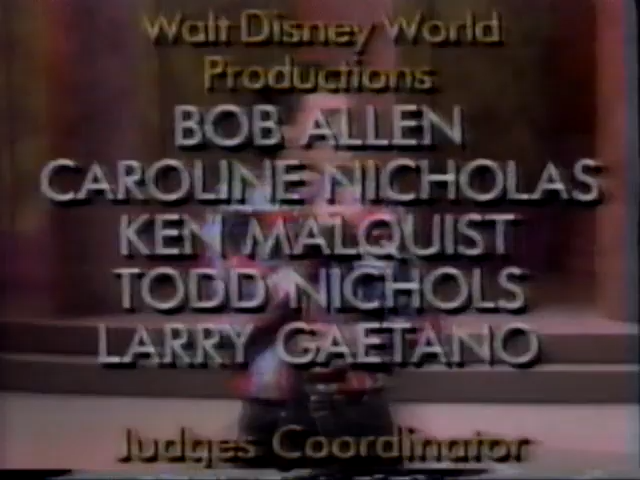 Walt Disney World
Productions
BOB ALLEN
CAROLINE NICHOLAS
KEN MALQUIST
TODD NICHOLS
LARRY GAETANO
Judges Coordinator